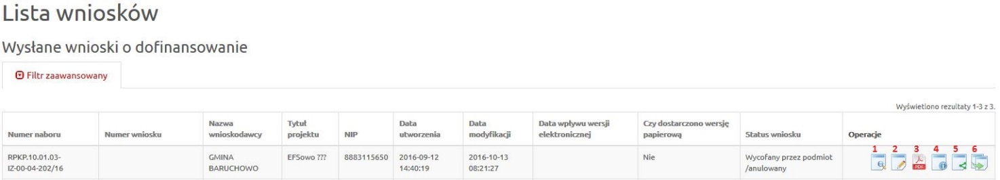 Lista wniosków
Wysłane wnioski o dofinansowanie
Filtr zaawansowany
Wyświetlono rezultaty 1-3 z 3.
Numer naboru Numer wniosku Nazwa wnioskodawcy Tytuł projektu NIP Data utworzenia Data modyfikacji Data wpływu wersji elektronicznej Czy dostarczono wersję papierową Status wniosku Operacje
1 2 3 4 5 6
RPKP.10.01.03-IZ-00-04-202/16 GMINA BARUCHOWO EFSowo ??? 8883115650 2016-09-12 14:40:19 2016-10-13 08:21:27 Nie Wycofany przez podmiot /anulowany
PDF